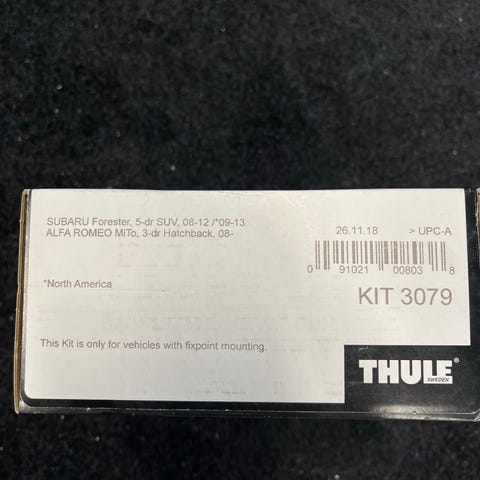 SUBARU Forester, 5-dr SUV, 08-12 /*09-13
ALFA ROMEO MiTo, 3-dr Hatchback, 08-
26.11.18 > UPC-A
0 91021 00803 8
*North America
KIT 3079
This Kit is only for vehicles with fixpoint mounting.
THULE®
SWEDEN